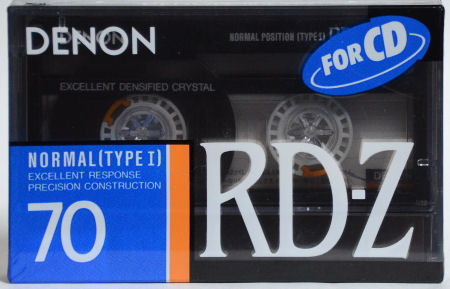 DENON
NORMAL POSITION (TYPE I)
FOR CD
EXCELLENT DENSIFIED CRYSTAL
NORMAL(TYPE I)
EXCELLENT RESPONSE
PRECISION CONSTRUCTION
70
RD-Z